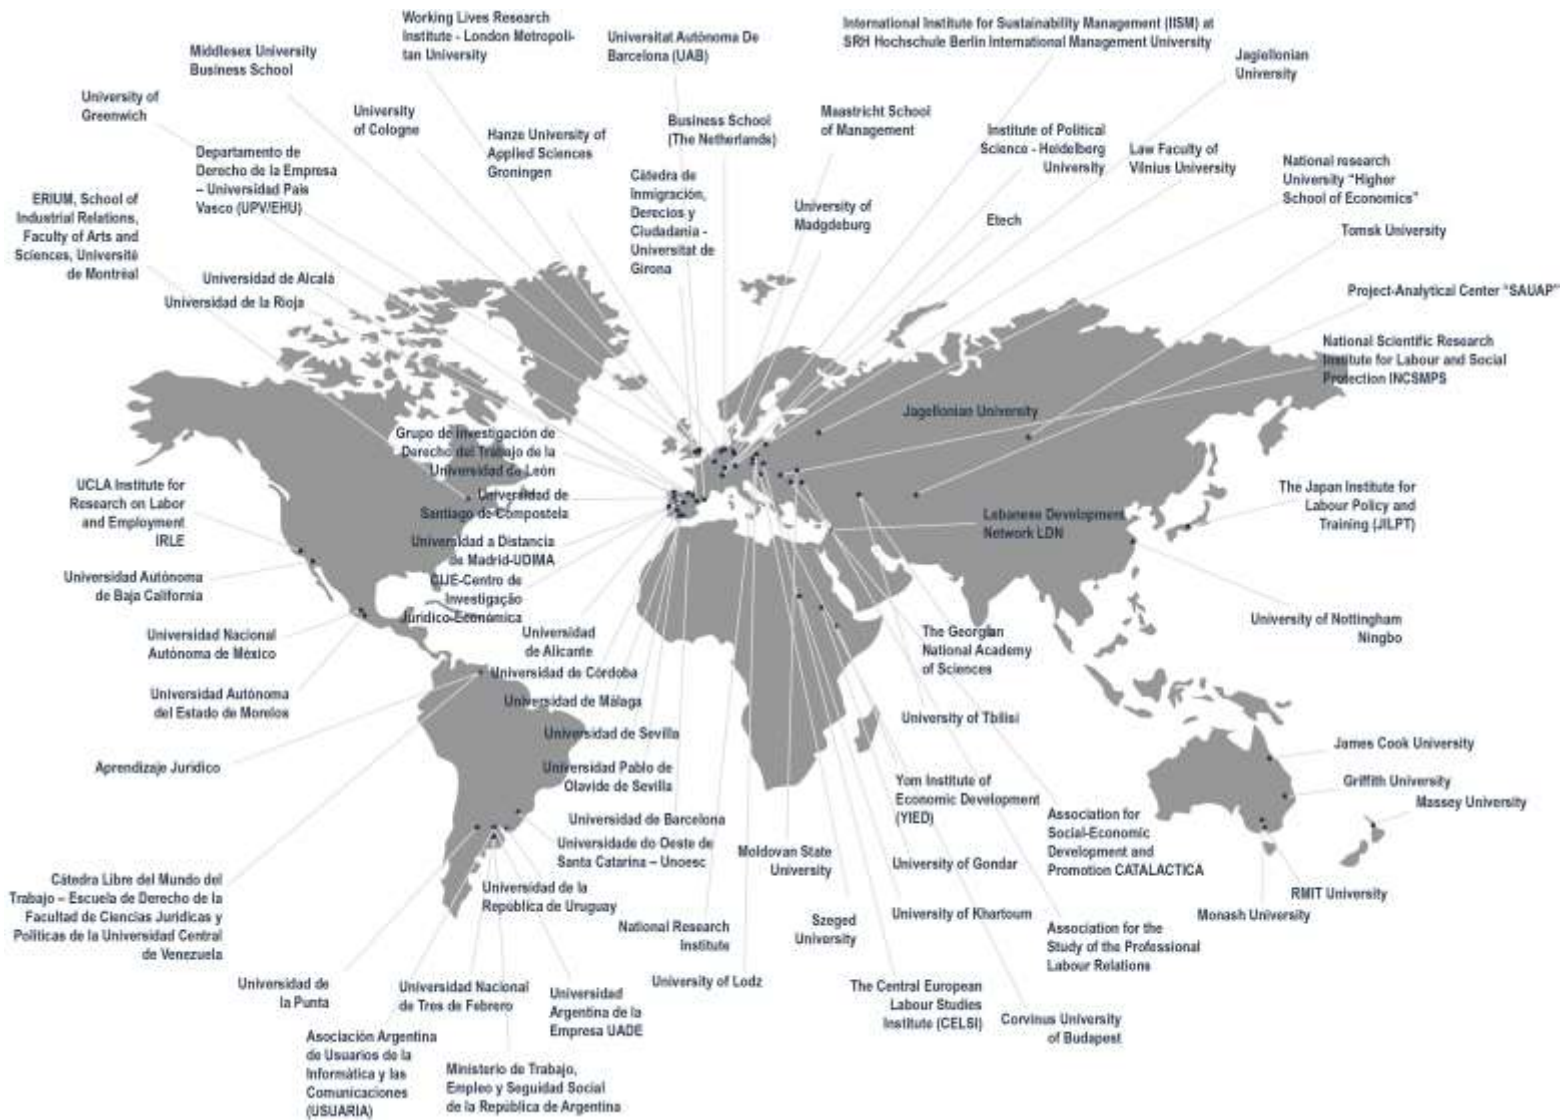 Working Lives Research
Institute - London Metropoli-
tan University
Universitat Autònoma De
Barcelona (UAB)
International Institute for Sustainability Management (IISM) at
SRH Hochschule Berlin International Management University
Middlesex University
Business School
Jagiellonian
University
University of
Greenwich
University
of Cologne
Hanze University of
Applied Sciences
Groningen
Business School
(The Netherlands)
Maastricht School
of Management
Institute of Political
Science - Heidelberg
University
Law Faculty of
Vilnius University
National research
University "Higher
School of Economics"
Departamento de
Derecho de la Empresa
– Universidad Pais
Vasco (UPV/EHU)
Cátedra de
Inmigración,
Derecios y
Ciudadania -
Universitat de
Girona
University of
Madgdeburg
Etech
Tomsk University
ERIUM, School of
Industrial Relations,
Faculty of Arts and
Sciences, Université
de Montréal
Universidad de Alcalá
Universidad de la Rioja
Project-Analytical Center "SAUAP"
National Scientific Research
Institute for Labour and Social
Protection INCSMPS
Jagellonian University
Grupo de Investigación de
Derecho del Trabajo de la
Universidad de León
Universidad de
Santiago de Compostela
UCLA Institute for
Research on Labor
and Employment
IRLE
The Japan Institute for
Labour Policy and
Training (JILPT)
Lebanese Development
Network LDN
Universidad a Distancia
de Madrid-UDIMA
CIJE-Centro de
Investigação
Jurídico-Económica
Universidad Autónoma
de Baja California
University of Nottingham
Ningbo
Universidad Nacional
Autónoma de México
Universidad
de Alicante
The Georgian
National Academy
of Sciences
Universidad de Córdoba
Universidad Autónoma
del Estado de Morelos
Universidad de Málaga
University of Tbilisi
Universidad de Sevilla
James Cook University
Aprendizaje Jurídico
Universidad Pablo de
Olavide de Sevilla
Yom Institute of
Economic Development
(YIED)
Griffith University
Massey University
Universidad de Barcelona
Association for
Social-Economic
Development and
Promotion CATALACTICA
Universidade do Oeste de
Santa Catarina – Unoesc
Moldovan State
University
University of Gondar
Cátedra Libre del Mundo del
Trabajo – Escuela de Derecho de la
Facultad de Ciencias Jurídicas y
Políticas de la Universidad Central
de Venezuela
Universidad de la
República de Uruguay
RMIT University
Monash University
National Research
Institute
Szeged
University
University of Khartoum
Association for the
Study of the Professional
Labour Relations
Universidad de
la Punta
Universidad Nacional
de Tres de Febrero
Universidad
Argentina de la
Empresa UADE
University of Lodz
The Central European
Labour Studies
Institute (CELSI)
Corvinus University
of Budapest
Asociación Argentina
de Usuarios de la
Informática y las
Comunicaciones
(USUARIA)
Ministerio de Trabajo,
Empleo y Seguidad Social
de la República de Argentina